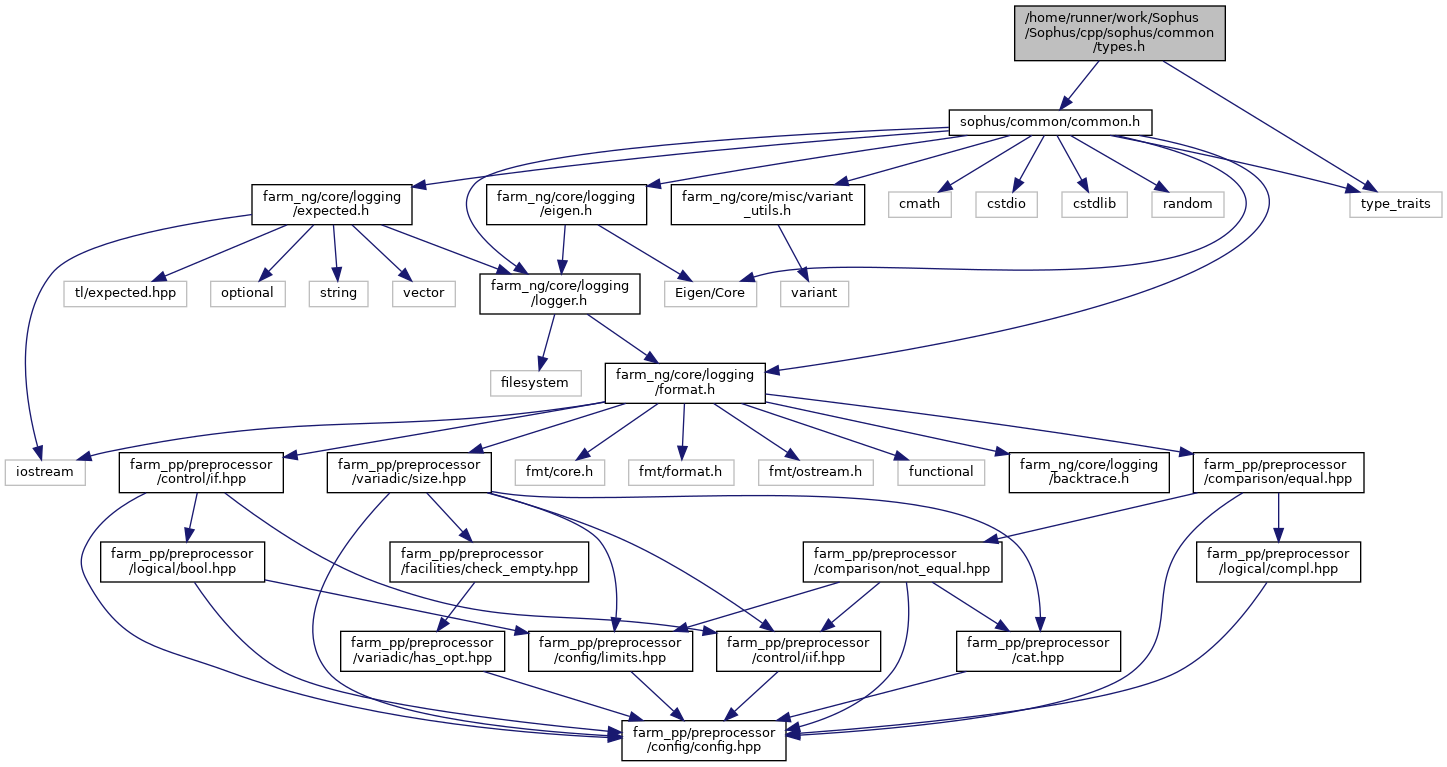 /home/runner/work/Sophus
/Sophus/cpp/sophus/common
/types.h
sophus/common/common.h
farm_ng/core/logging
/expected.h
farm_ng/core/logging
/eigen.h
farm_ng/core/misc/variant
_utils.h
cmath
cstdio
cstdlib
random
type_traits
tl/expected.hpp
optional
string
vector
farm_ng/core/logging
/logger.h
Eigen/Core
variant
filesystem
farm_ng/core/logging
/format.h
iostream
farm_pp/preprocessor
/control/if.hpp
farm_pp/preprocessor
/variadic/size.hpp
fmt/core.h
fmt/format.h
fmt/ostream.h
functional
farm_ng/core/logging
/backtrace.h
farm_pp/preprocessor
/comparison/equal.hpp
farm_pp/preprocessor
/logical/bool.hpp
farm_pp/preprocessor
/facilities/check_empty.hpp
farm_pp/preprocessor
/comparison/not_equal.hpp
farm_pp/preprocessor
/logical/compl.hpp
farm_pp/preprocessor
/variadic/has_opt.hpp
farm_pp/preprocessor
/config/limits.hpp
farm_pp/preprocessor
/control/iif.hpp
farm_pp/preprocessor
/cat.hpp
farm_pp/preprocessor
/config/config.hpp